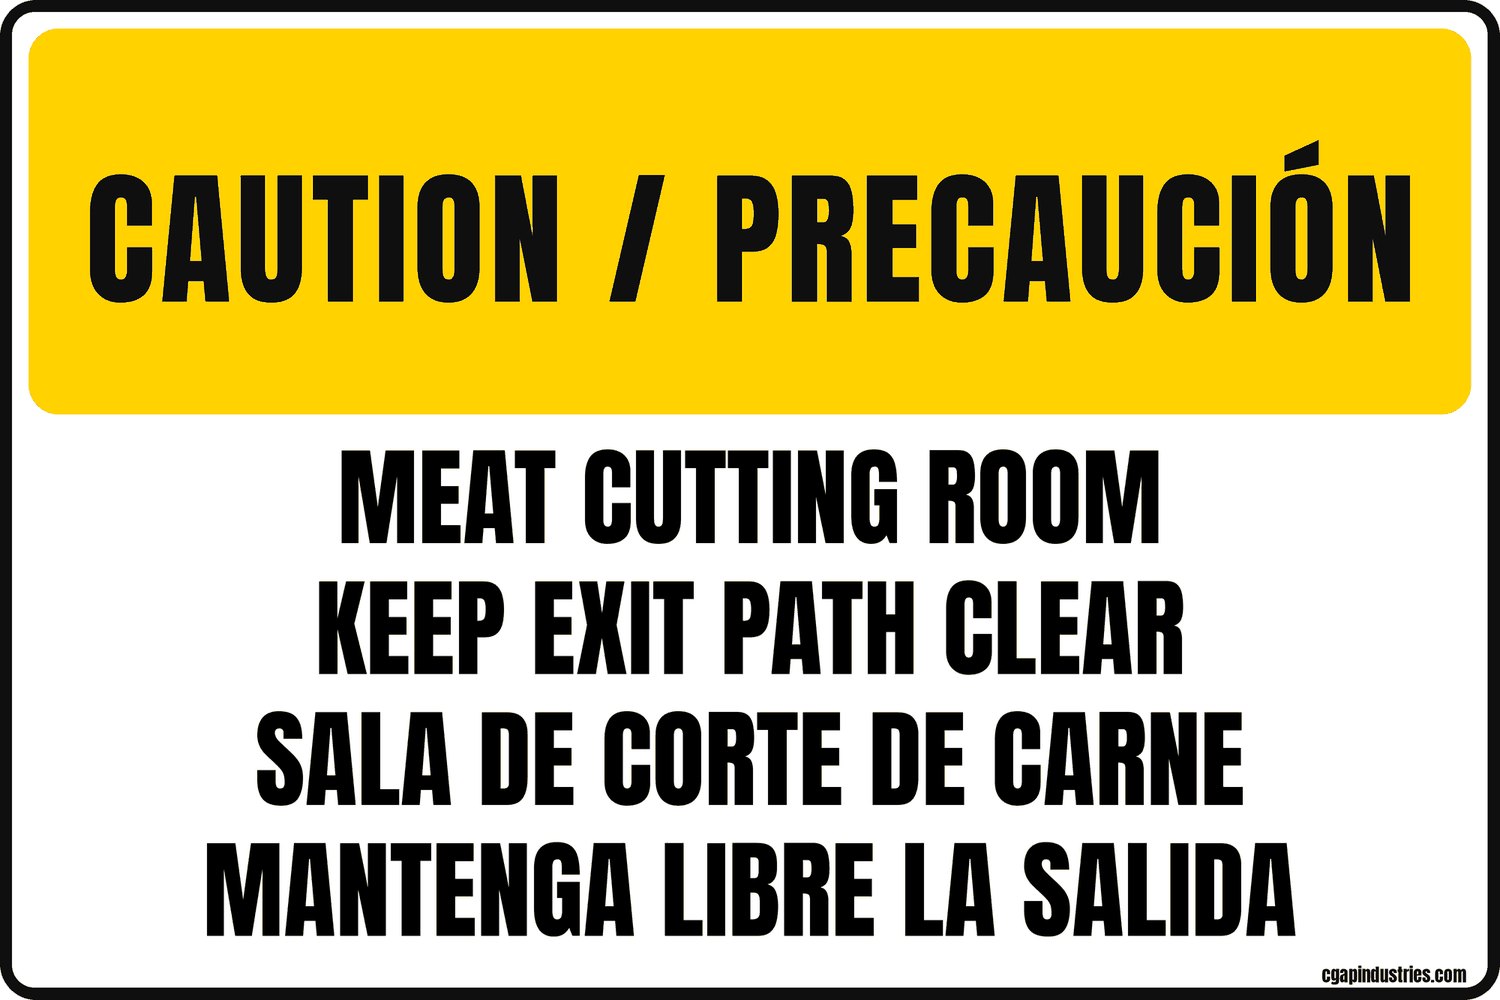 CAUTION / PRECAUCIÓN
MEAT CUTTING ROOM
KEEP EXIT PATH CLEAR
SALA DE CORTE DE CARNE
MANTENGA LIBRE LA SALIDA
cgapindustries.com